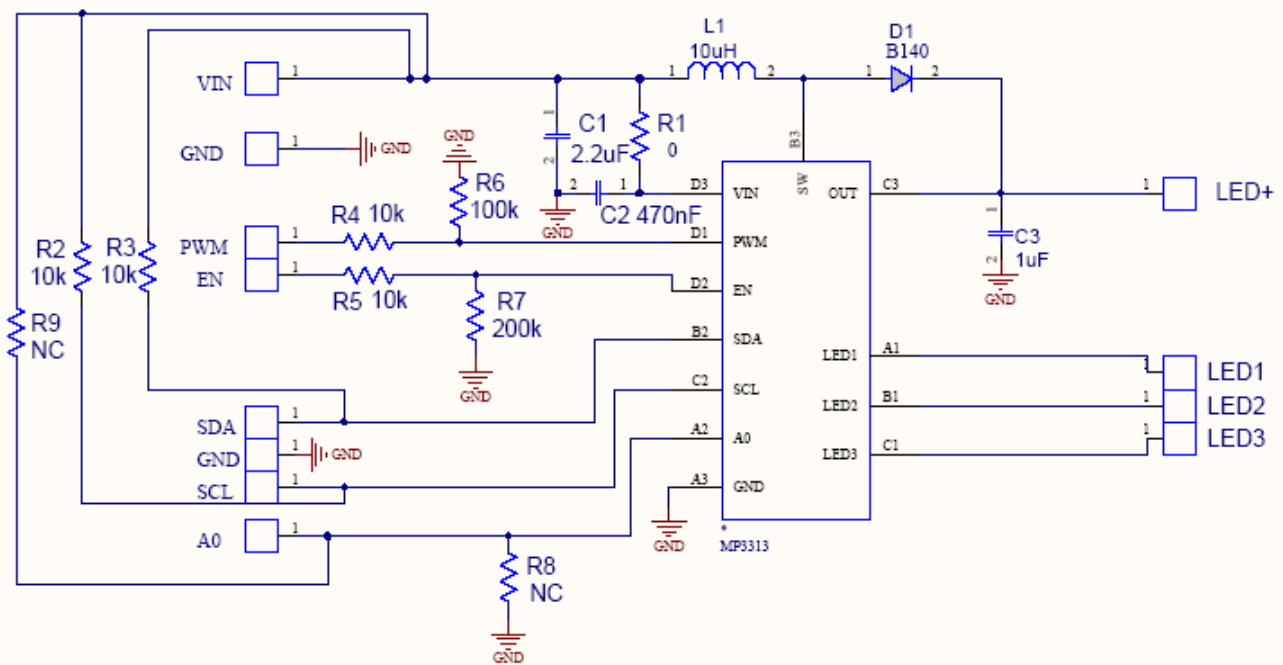 L1
10uH
1
2
D1
B140
1
2
VIN
1
GND
1
GND
GND
1
C1
2.2uF
2
R1
0
B3
SW
R6
100k
2
1
C2 470nF
GND
D3
VIN
OUT
C3
1
LED+
1
C3
1uF
2
GND
R2
10k
R3
10k
PWM
1
R4 10k
D1
PWM
EN
1
R5 10k
D2
EN
R7
200k
GND
R9
NC
B2
SDA
LED1
A1
1
LED1
C2
SCL
LED2
B1
1
LED2
SDA
1
GND
1
GND
SCL
1
A2
A0
LED3
C1
1
LED3
A3
GND
GND
A0
1
*
MP3313
R8
NC
GND